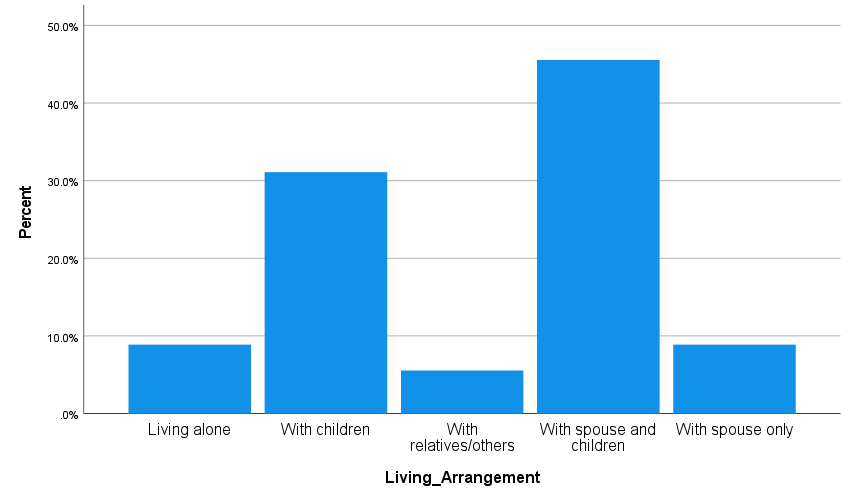 50.0%
40.0%
30.0%
20.0%
10.0%
.0%
Percent
Living alone
With children
With
relatives/others
With spouse and
children
With spouse only
Living_Arrangement